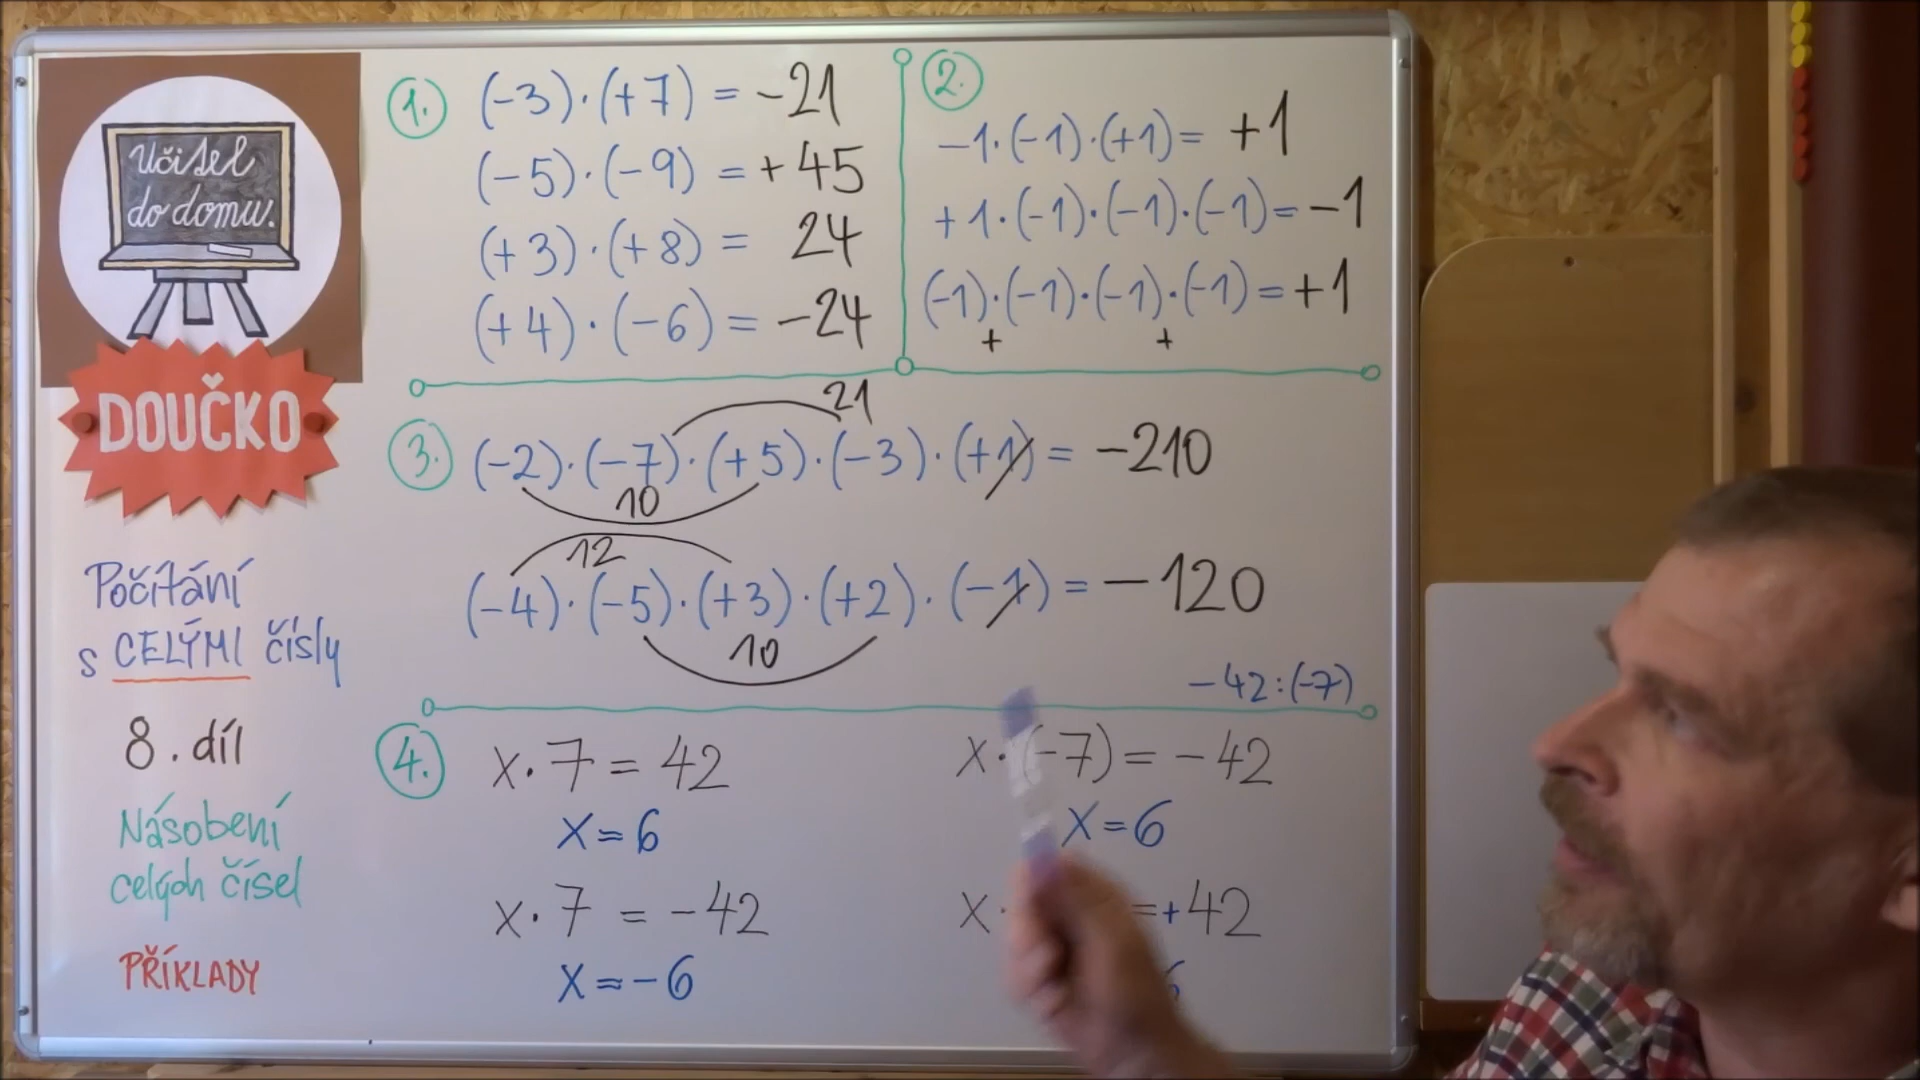 Učitel
do domu.
DOUČKO
Počítání
s CELÝMI čísly
8. díl
Násobení
celých čísel
PŘÍKLADY
1. (-3)·(+7) = -21
(-5)·(-9) = +45
(+3)·(+8) = 24
(+4)·(-6) = -24
2.
-1·(-1)·(+1)= +1
+1·(-1)·(-1)·(-1)= -1
(-1)·(-1)·(-1)·(-1)=+1
+ +
21
3. (-2)·(-7)·(+5)·(-3)·(+1) = -210
10
12
(-4)·(-5)·(+3)·(+2)·(-1) = -120
10
-42:(-7)
4. x·7 = 42
x=6
x·7 = -42
x=-6
x·(-7) = -42
x=6
x· =+42